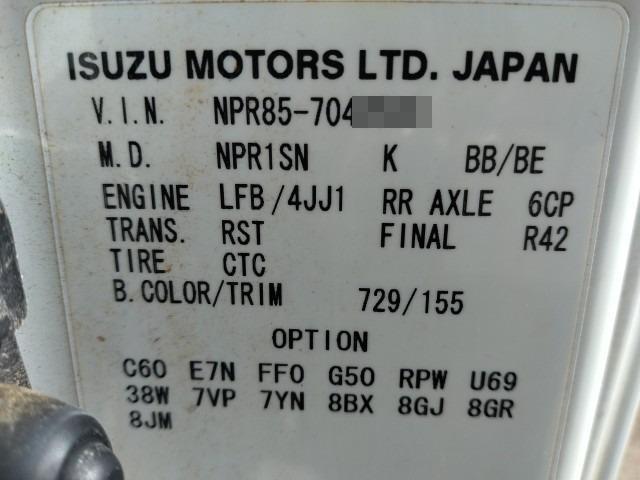 ISUZU MOTORS LTD. JAPAN
V.I.N. NPR85-704
M.D. NPR1SN K BB/BE
ENGINE LFB/4JJ1 RR AXLE 6CP
TRANS. RST FINAL R42
TIRE CTC
B.COLOR/TRIM 729/155
OPTION
C60 E7N FF0 G50 RPW U69
38W 7VP 7YN 8BX 8GJ 8GR
8JM